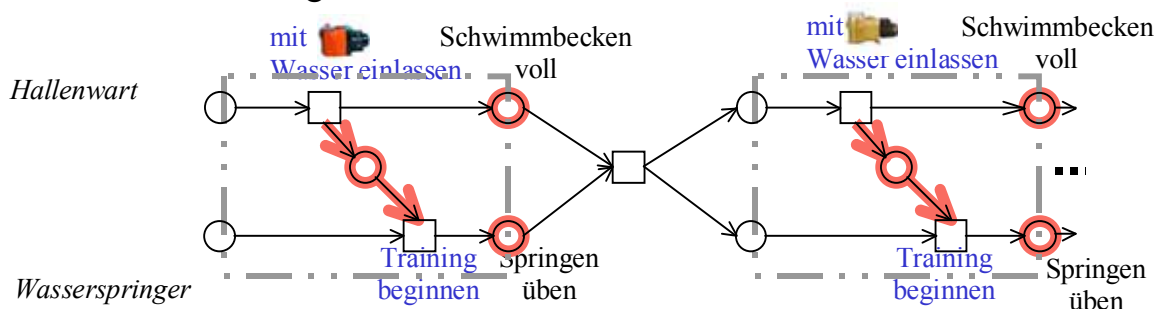 mit
Wasser einlassen
Schwimmbecken
voll
mit
Wasser einlassen
Schwimmbecken
voll
Hallenwart
Training
beginnen
Springen
üben
Training
beginnen
Springen
üben
Wasserspringer